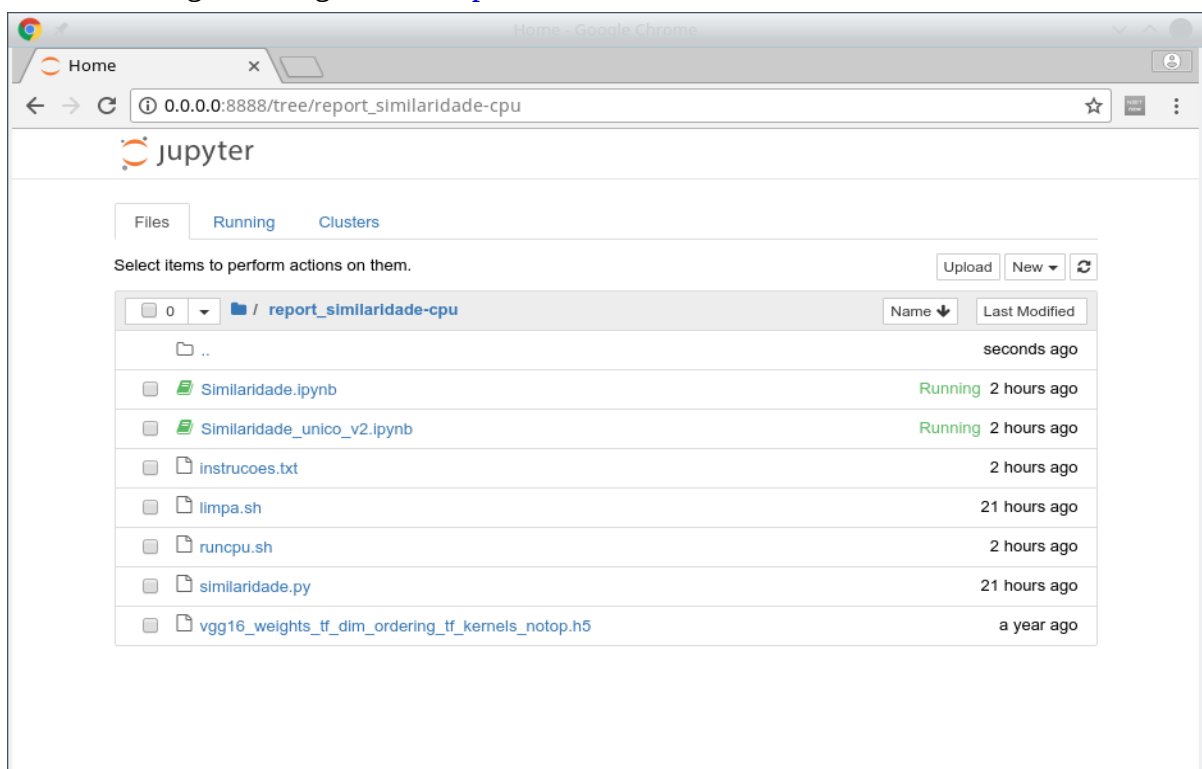 Home - Google Chrome
Home ×
0.0.0.0:8888/tree/report_similaridade-cpu
jupyter
Files Running Clusters
Select items to perform actions on them.
Upload New
0 / report_similaridade-cpu Name Last Modified
.. seconds ago
Similaridade.ipynb Running 2 hours ago
Similaridade_unico_v2.ipynb Running 2 hours ago
instrucoes.txt 2 hours ago
limpa.sh 21 hours ago
runcpu.sh 2 hours ago
similaridade.py 21 hours ago
vgg16_weights_tf_dim_ordering_tf_kernels_notop.h5 a year ago